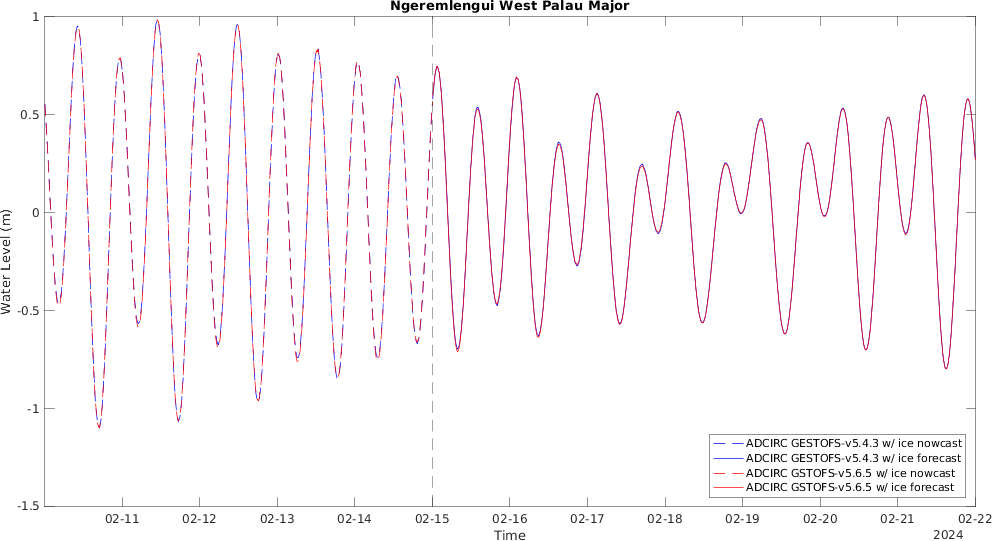 Ngeremlengui West Palau Major
1
0.5
0
-0.5
-1
-1.5
Water Level (m)
02-11 02-12 02-13 02-14 02-15 02-16 02-17 02-18 02-19 02-20 02-21 02-22
Time
2024
ADCIRC GESTOFS-v5.4.3 w/ ice nowcast
ADCIRC GESTOFS-v5.4.3 w/ ice forecast
ADCIRC GSTOFS-v5.6.5 w/ ice nowcast
ADCIRC GSTOFS-v5.6.5 w/ ice forecast